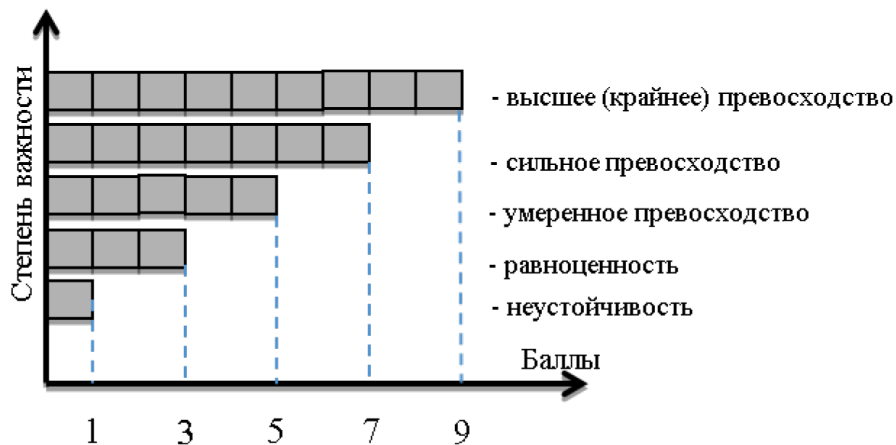 Степень важности
- высшее (крайнее) превосходство
- сильное превосходство
- умеренное превосходство
- равноценность
- неустойчивость
Баллы
1 3 5 7 9